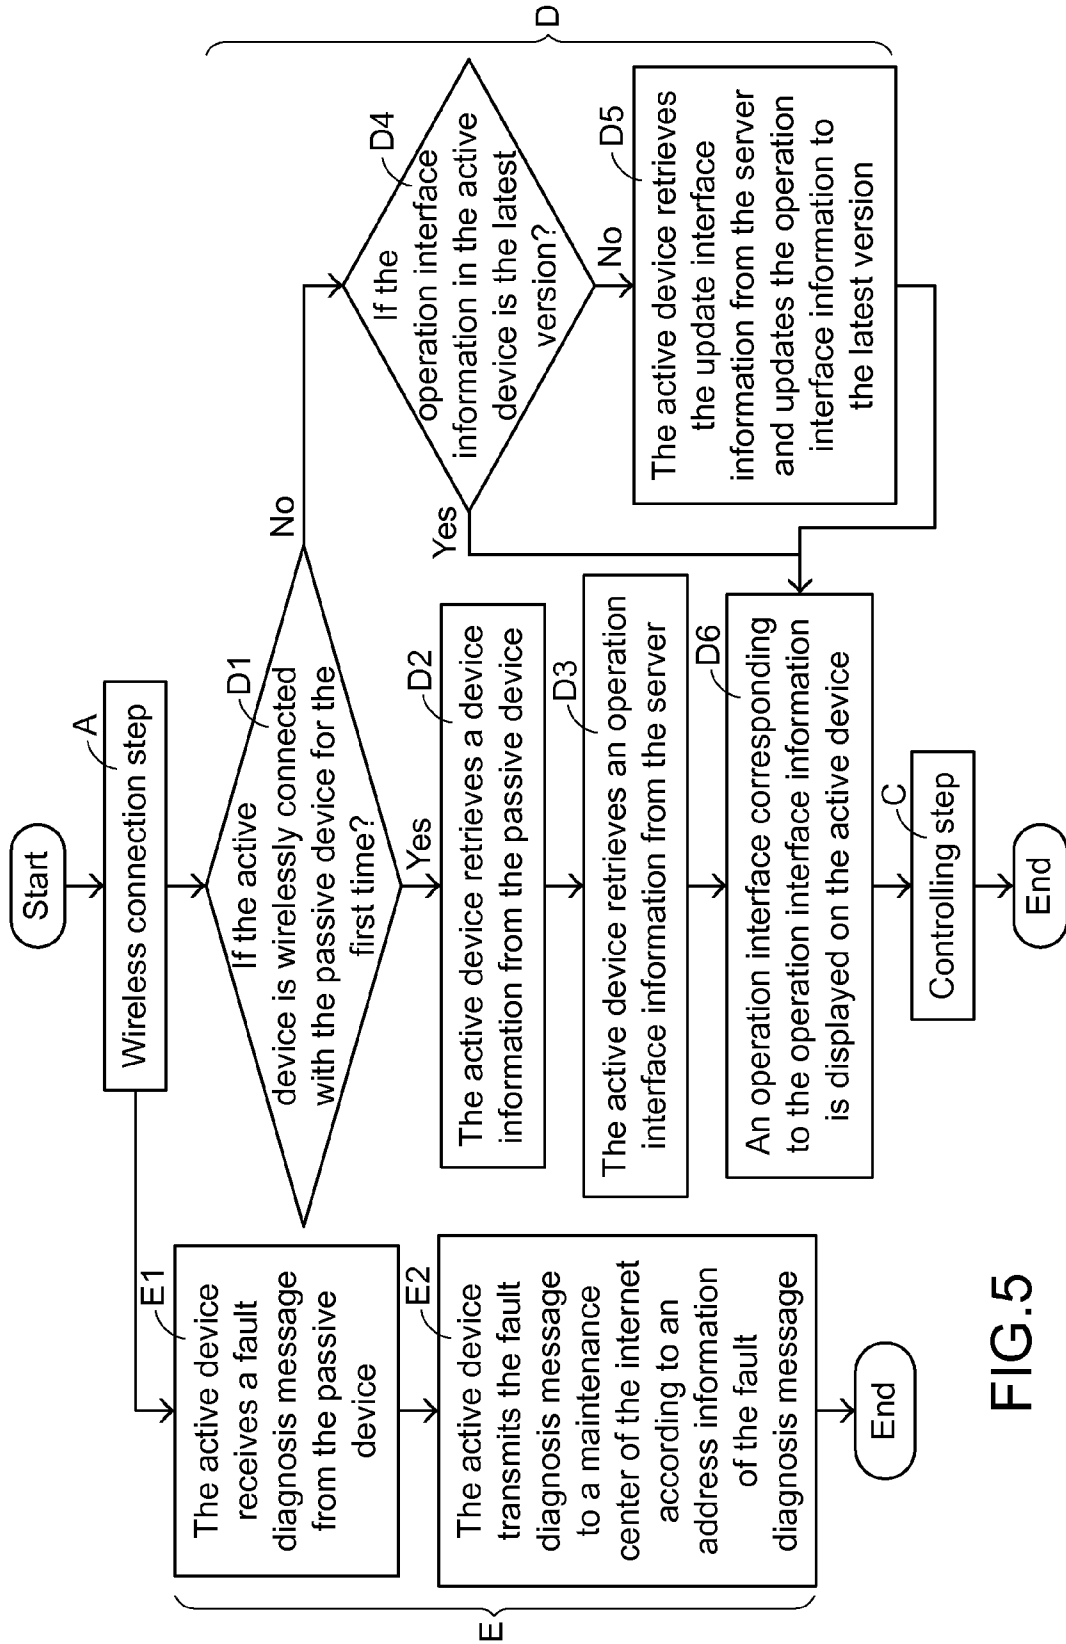 Start
A
Wireless connection step
D1
If the active
device is wirelessly connected
with the passive device for the
first time?
Yes
No
D2
The active device retrieves a device
information from the passive device
D3
The active device retrieves an operation
interface information from the server
D4
If the
operation interface
information in the active
device is the latest
version?
Yes
No
D5
The active device retrieves
the update interface
information from the server
and updates the operation
interface information to
the latest version
D
D6
An operation interface corresponding
to the operation interface information
is displayed on the active device
C
Controlling step
End
E1
The active device
receives a fault
diagnosis message
from the passive
device
E2
The active device
transmits the fault
diagnosis message
to a maintenance
center of the internet
according to an
address information
of the fault
diagnosis message
E
End
FIG.5